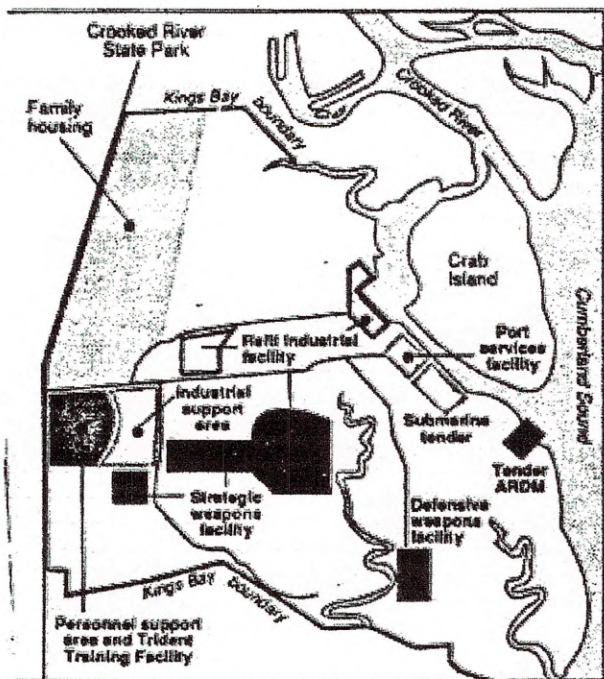 Crooked River
State Park
Family
housing
Kings Bay
boundary
Crooked River
Crab
Island
Cumberland Sound
Refit industrial
facility
Port
services
facility
Industrial
support
area
Submarine
tender
Tender
ARDM
Strategic
weapons
facility
Defensive
weapons
facility
Kings Bay
Boundary
Personnel support
area and Trident
Training Facility